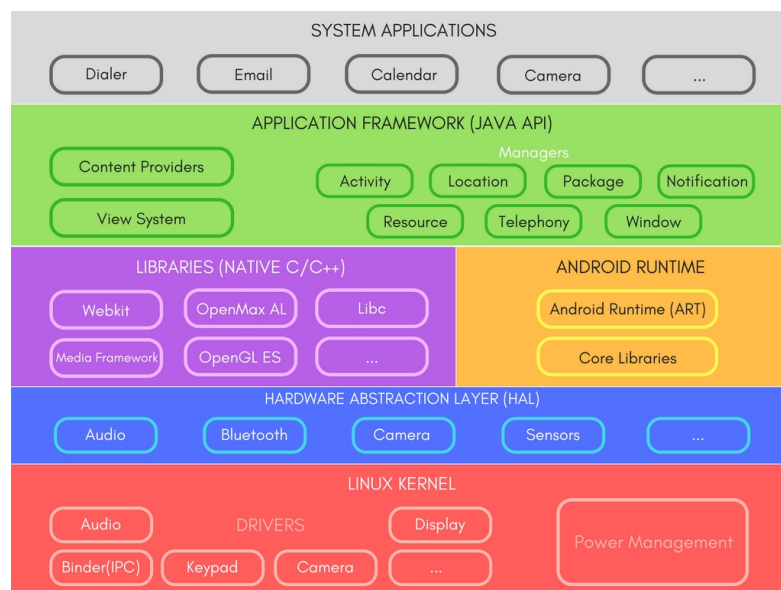 SYSTEM APPLICATIONS
Dialer
Email
Calendar
Camera
...
APPLICATION FRAMEWORK (JAVA API)
Managers
Content Providers
Activity
Location
Package
Notification
View System
Resource
Telephony
Window
LIBRARIES (NATIVE C/C++)
Webkit
OpenMax AL
Libc
Media Framework
OpenGL ES
...
ANDROID RUNTIME
Android Runtime (ART)
Core Libraries
HARDWARE ABSTRACTION LAYER (HAL)
Audio
Bluetooth
Camera
Sensors
...
LINUX KERNEL
Audio
DRIVERS
Display
Binder(IPC)
Keypad
Camera
...
Power Management